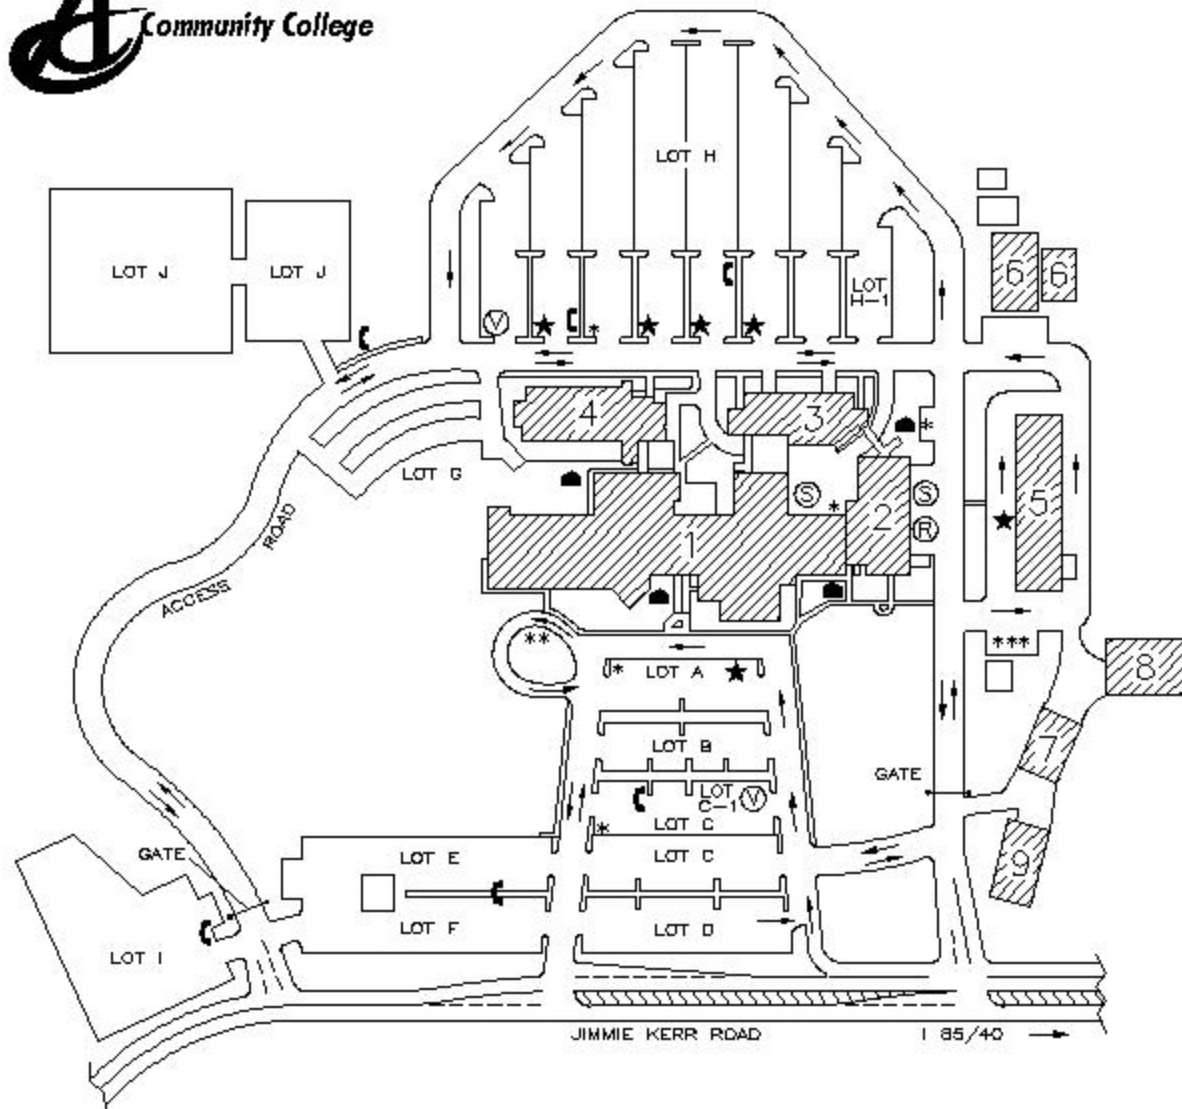 Community College
LOT H
LOT J
LOT J
6
6
LOT
H-1
V
*
★ ★ ★ ★
4
3
*
LOT G
S
S
*
2
5
R
1
ACCESS ROAD
**
***
*
LOT A
8
LOT B
7
GATE
LOT
C-1
V
*
LOT C
GATE
LOT E
LOT C
9
LOT F
LOT D
LOT I
JIMMIE KERR ROAD
I 85/40